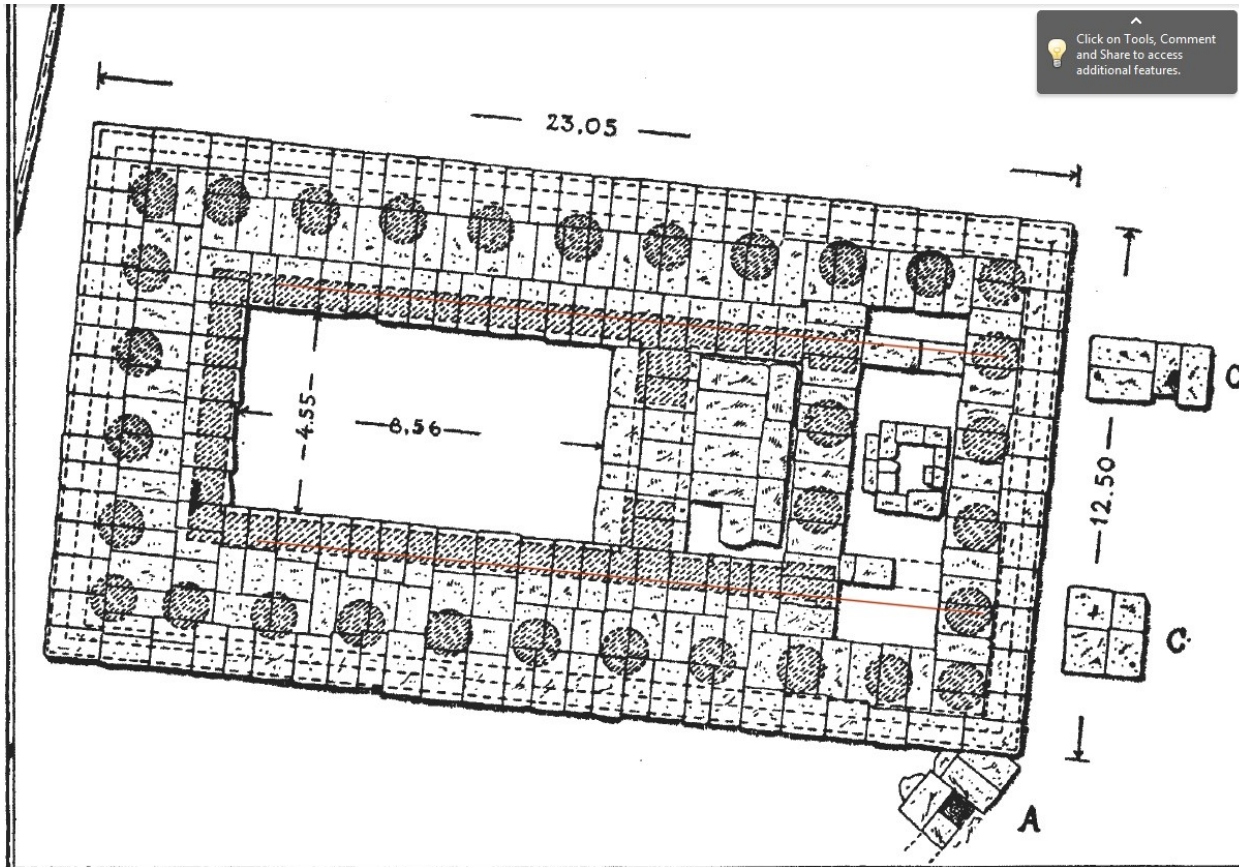 Click on Tools, Comment
and Share to access
additional features.
23.05
C
4.55
8.56
12.50
C
A